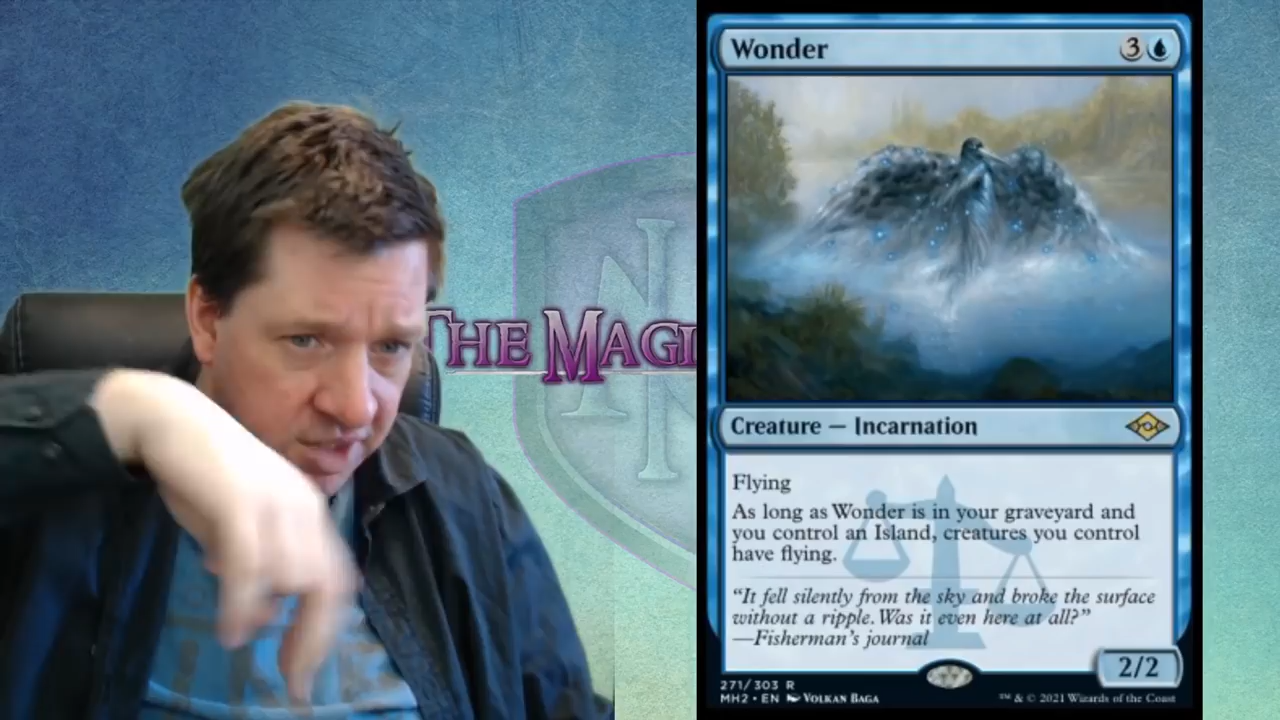 THE MAGI
Wonder 3
Creature — Incarnation
Flying
As long as Wonder is in your graveyard and
you control an Island, creatures you control
have flying.
“It fell silently from the sky and broke the surface
without a ripple. Was it even here at all?”
—Fisherman’s journal
2/2
271/303 R
MH2 • EN VOLKAN BAGA
™ & © 2021 Wizards of the Coast